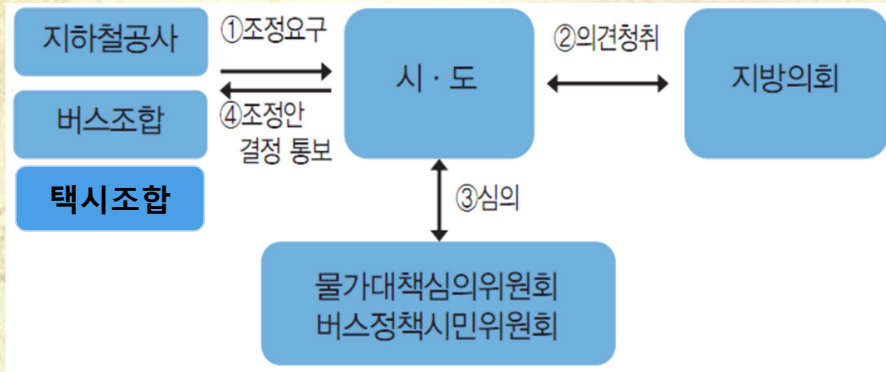 지하철공사
①조정요구
시 · 도
②의견청취
지방의회
버스조합
④조정안
결정 통보
택시조합
③심의
물가대책심의위원회
버스정책시민위원회